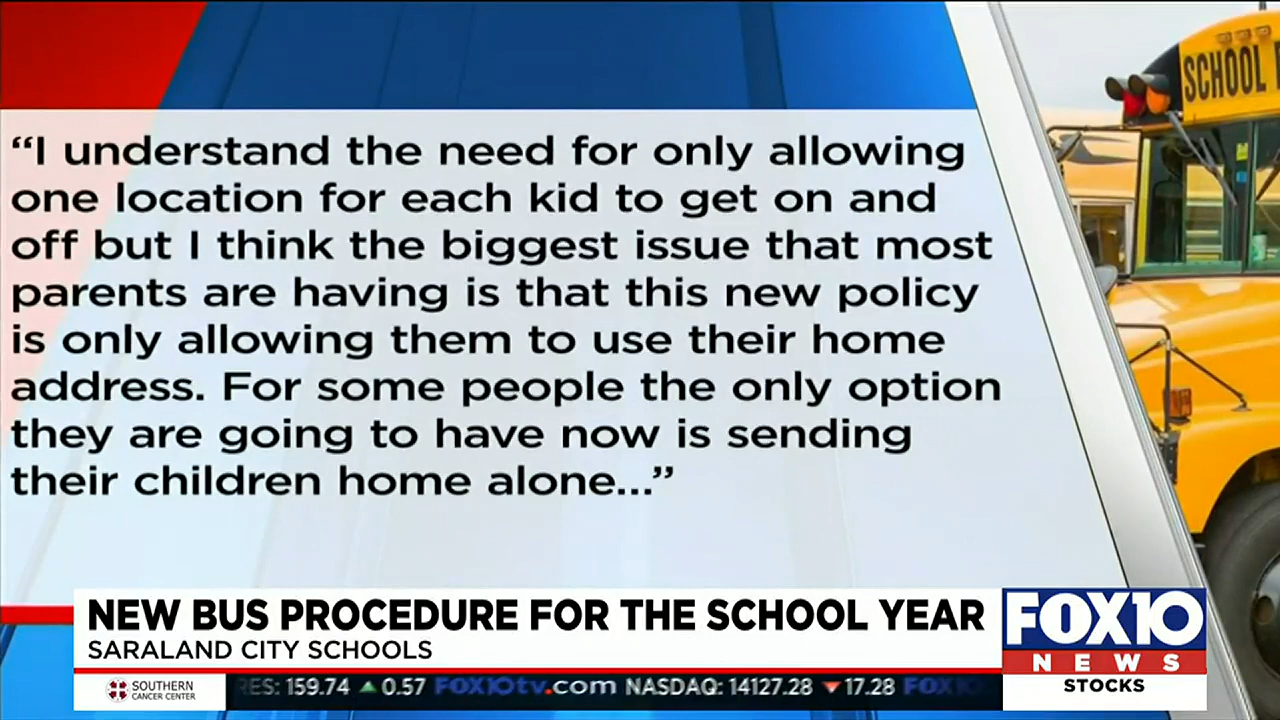 SCHOOL
“I understand the need for only allowing
one location for each kid to get on and
off but I think the biggest issue that most
parents are having is that this new policy
is only allowing them to use their home
address. For some people the only option
they are going to have now is sending
their children home alone...”
NEW BUS PROCEDURE FOR THE SCHOOL YEAR
SARALAND CITY SCHOOLS
FOX10
NEWS
STOCKS
SOUTHERN
CANCER CENTER
RES: 159.74 ▲0.57 FOX10tv.com NASDAQ: 14127.28 ▼17.28 FOX